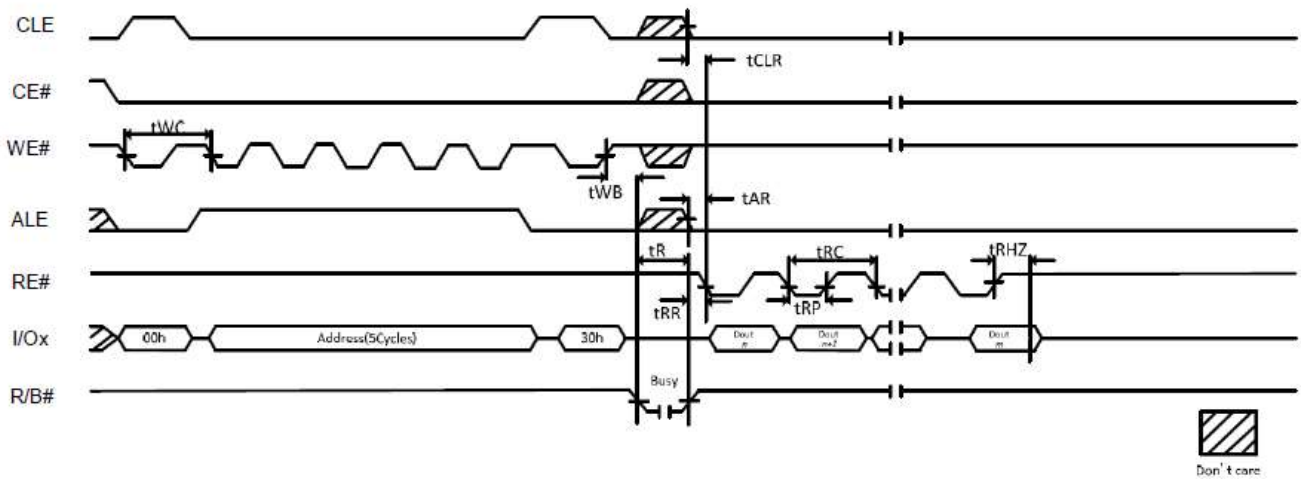 CLE
tCLR
CE#
tWC
WE#
tWB
tAR
ALE
tR
tRC
tRHZ
RE#
tRR
tRP
I/Ox
00h
Address(5Cycles)
30h
Dout
n
Dout
Dout
m
Busy
R/B#
Don't care